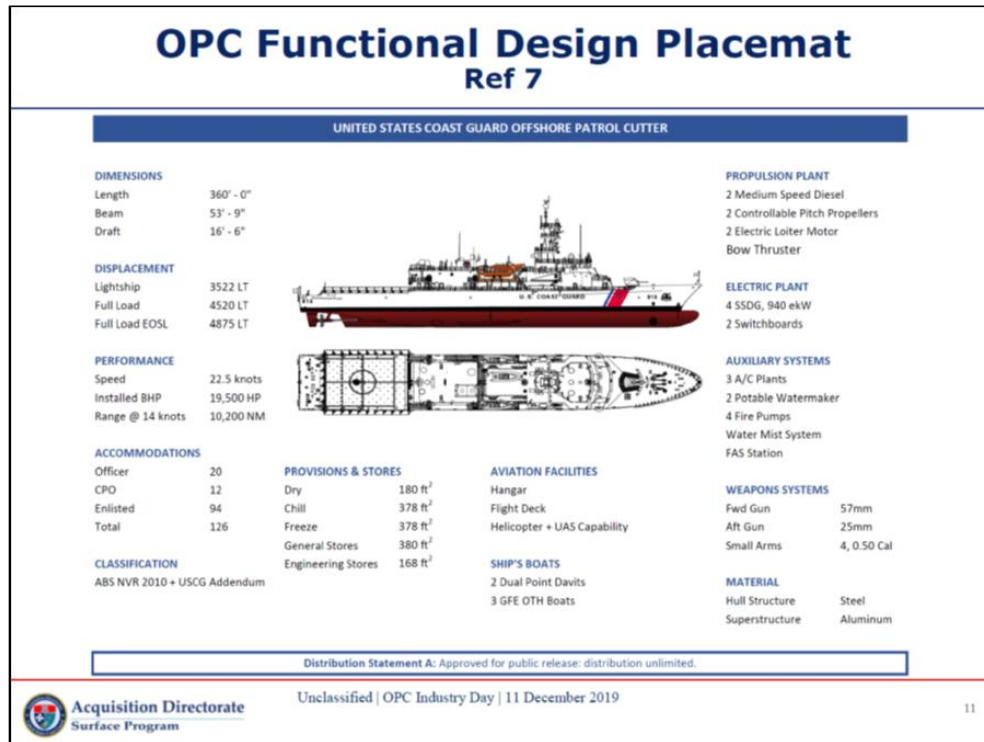 OPC Functional Design Placemat
Ref 7
UNITED STATES COAST GUARD OFFSHORE PATROL CUTTER
DIMENSIONS
Length 360' - 0"
Beam 53' - 9"
Draft 16' - 6"
DISPLACEMENT
Lightship 3522 LT
Full Load 4520 LT
Full Load EOSL 4875 LT
PERFORMANCE
Speed 22.5 knots
Installed BHP 19,500 HP
Range @ 14 knots 10,200 NM
ACCOMMODATIONS
Officer 20
CPO 12
Enlisted 94
Total 126
CLASSIFICATION
ABS NVR 2010 + USCG Addendum
U.S. COAST GUARD
PROVISIONS & STORES
Dry 180 ft²
Chill 378 ft²
Freeze 378 ft²
General Stores 380 ft²
Engineering Stores 168 ft²
AVIATION FACILITIES
Hangar
Flight Deck
Helicopter + UAS Capability
SHIP'S BOATS
2 Dual Point Davits
3 GFE OTH Boats
PROPULSION PLANT
2 Medium Speed Diesel
2 Controllable Pitch Propellers
2 Electric Loiter Motor
Bow Thruster
ELECTRIC PLANT
4 SSDG, 940 ekW
2 Switchboards
AUXILIARY SYSTEMS
3 A/C Plants
2 Potable Watermaker
4 Fire Pumps
Water Mist System
FAS Station
WEAPONS SYSTEMS
Fwd Gun 57mm
Aft Gun 25mm
Small Arms 4, 0.50 Cal
MATERIAL
Hull Structure Steel
Superstructure Aluminum
Distribution Statement A: Approved for public release: distribution unlimited.
Acquisition Directorate
Surface Program
Unclassified | OPC Industry Day | 11 December 2019
11